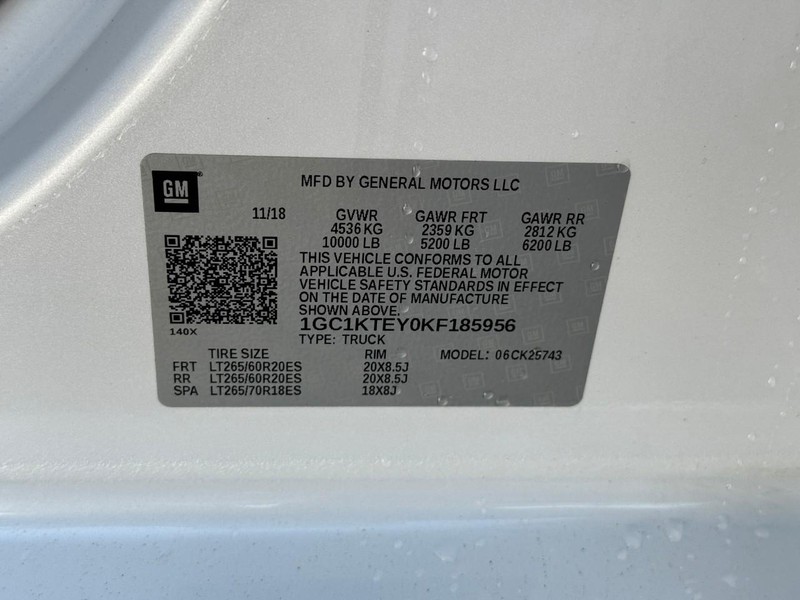 GM
MFD BY GENERAL MOTORS LLC
11/18 GVWR GAWR FRT GAWR RR
4536 KG 2359 KG 2812 KG
10000 LB 5200 LB 6200 LB
THIS VEHICLE CONFORMS TO ALL
APPLICABLE U.S. FEDERAL MOTOR
VEHICLE SAFETY STANDARDS IN EFFECT
ON THE DATE OF MANUFACTURE
SHOWN ABOVE.
1GC1KTEY0KF185956
140X
TYPE: TRUCK
TIRE SIZE RIM MODEL: 06CK25743
FRT LT265/60R20ES 20X8.5J
RR LT265/60R20ES 20X8.5J
SPA LT265/70R18ES 18X8J